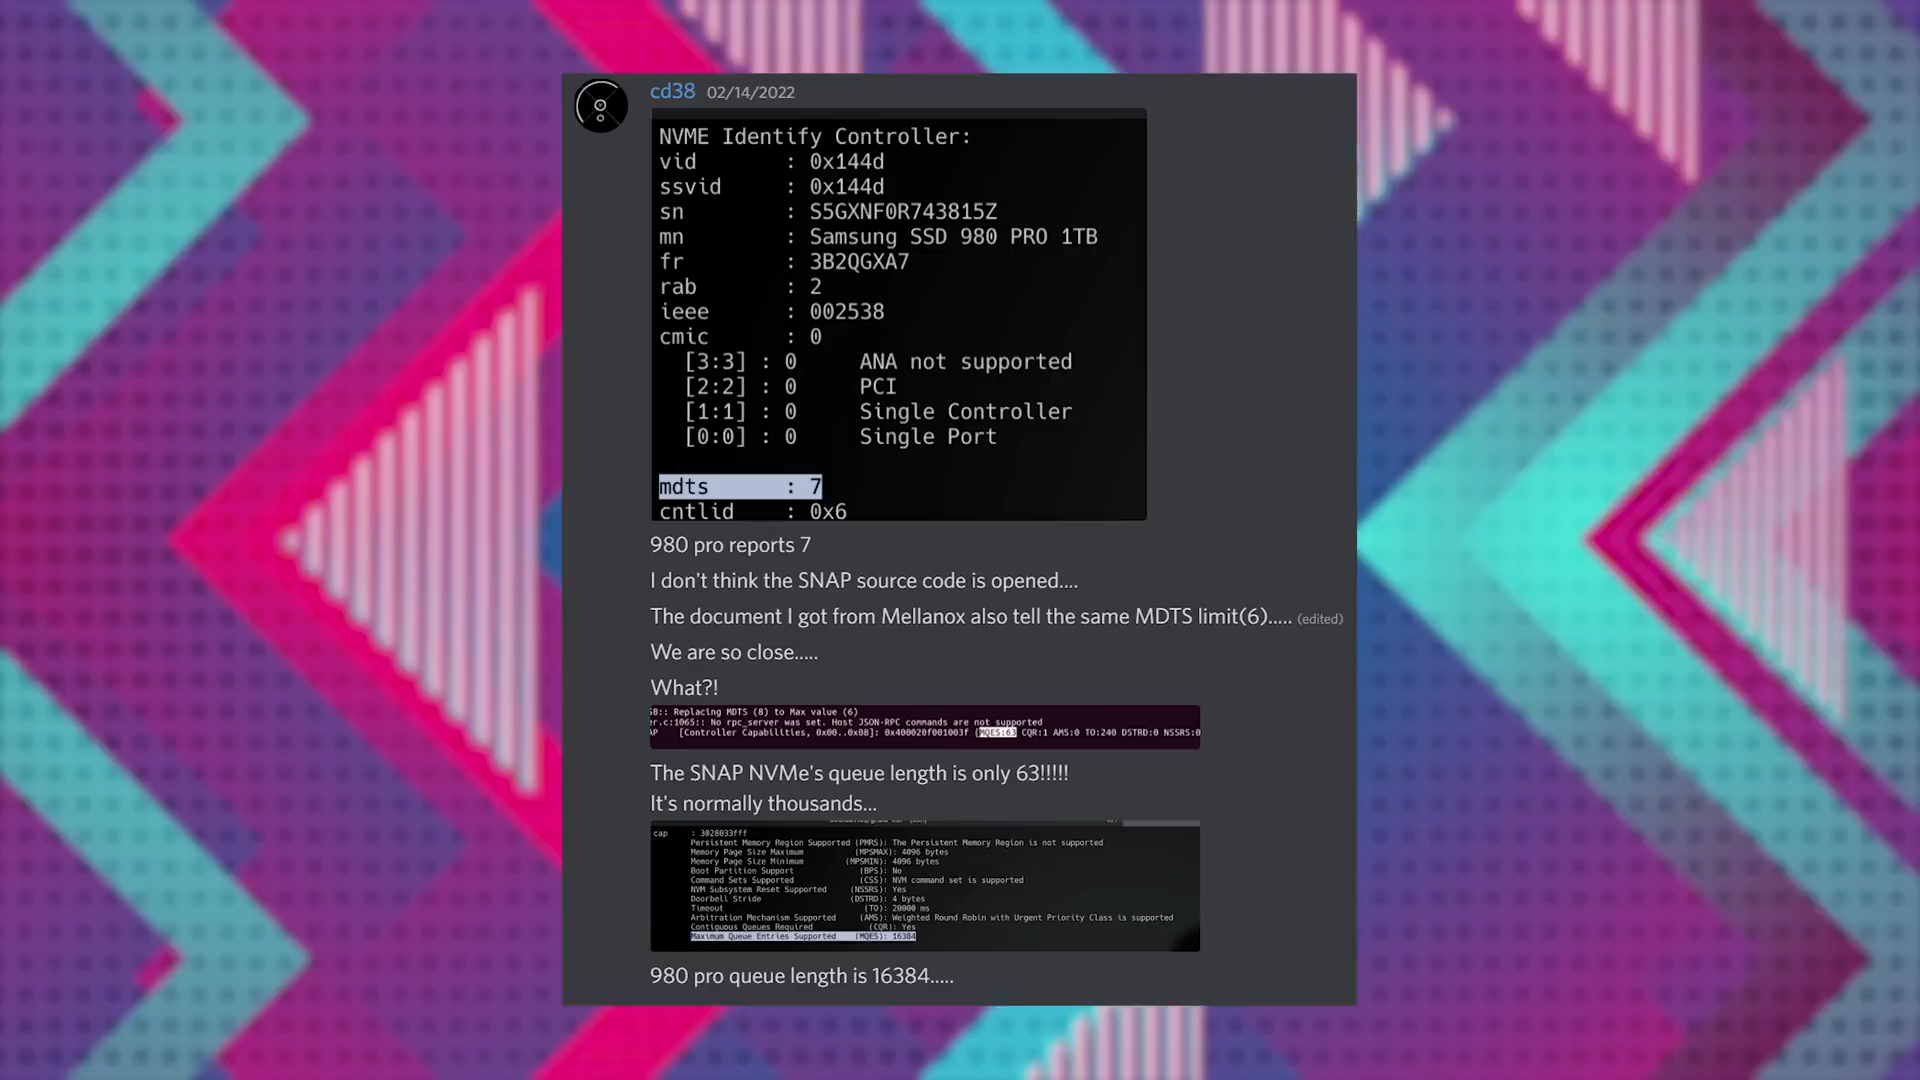 cd38 02/14/2022
NVME Identify Controller:
vid : 0x144d
ssvid : 0x144d
sn : S5GXNF0R743815Z
mn : Samsung SSD 980 PRO 1TB
fr : 3B2QGXA7
rab : 2
ieee : 002538
cmic : 0
[3:3] : 0 ANA not supported
[2:2] : 0 PCI
[1:1] : 0 Single Controller
[0:0] : 0 Single Port
mdts : 7
cntlid : 0x6
980 pro reports 7
I don't think the SNAP source code is opened....
The document I got from Mellanox also tell the same MDTS limit(6)..... (edited)
We are so close.....
What?!
58:: Replacing MDTS (8) to Max value (6)
er.c:1065:: No rpc_server was set. Host JSON-RPC commands are not supported
AP [Controller Capabilities, 0x00..0x08]: 0x400020f001003f (MQES:63 CQR:1 AMS:0 TO:240 DSTRD:0 NSSRS:0
The SNAP NVMe's queue length is only 63!!!!!
It's normally thousands...
cap : 3028033fff
Persistent Memory Region Supported (PMRS): The Persistent Memory Region is not supported
Memory Page Size Maximum (MPSMAX): 4096 bytes
Memory Page Size Minimum (MPSMIN): 4096 bytes
Boot Partition Support (BPS): No
Command Sets Supported (CSS): NVM command set is supported
NVM Subsystem Reset Supported (NSSRS): Yes
Doorbell Stride (DSTRD): 4 bytes
Timeout (TO): 20000 ms
Arbitration Mechanism Supported (AMS): Weighted Round Robin with Urgent Priority Class is supported
Contiguous Queues Required (CQR): Yes
Maximum Queue Entries Supported (MQES): 16384
980 pro queue length is 16384.....